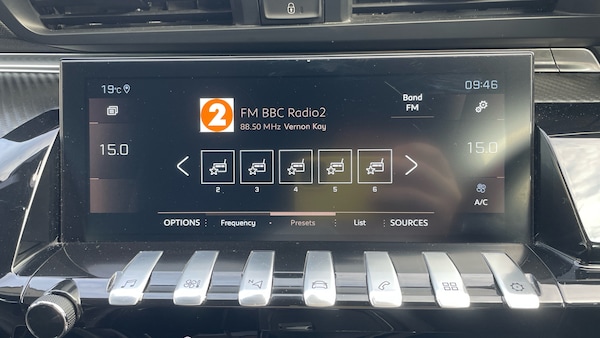 19°C
09:46
2
FM BBC Radio2
88.50 MHz Vernon Kay
Band
FM
15.0
15.0
2 3 4 5 6
A/C
OPTIONS Frequency Presets List SOURCES